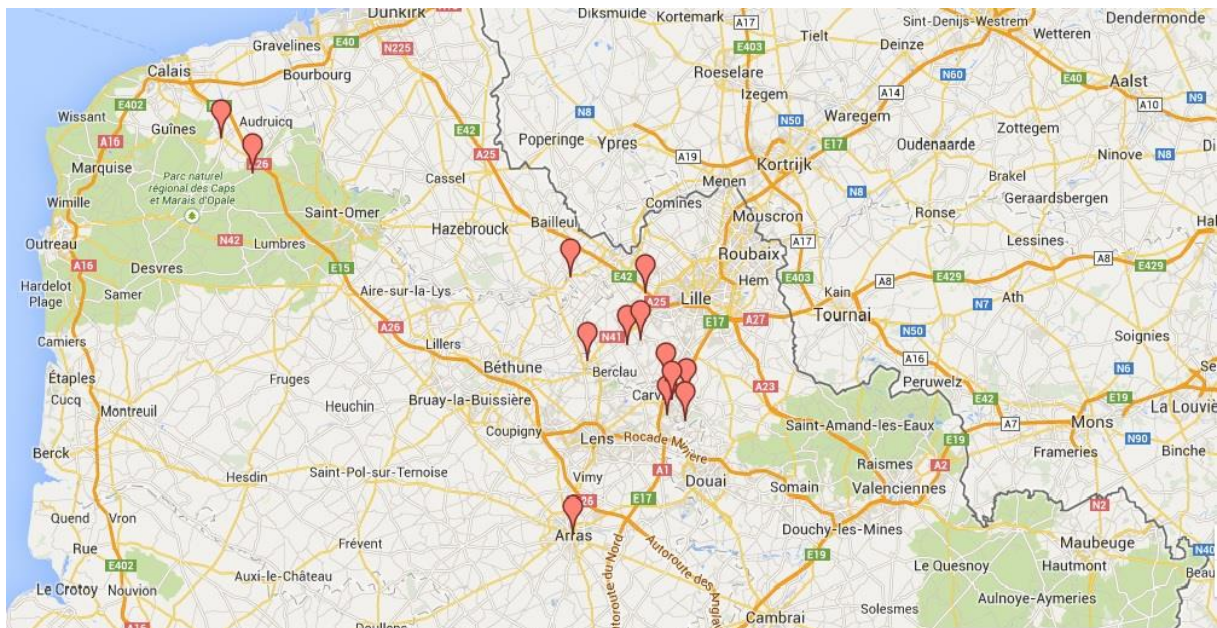 Dunkirk
Diksmuide
Kortemark
A17
Tielt
Sint-Denijs-Westrem
Dendermonde
Gravelines
E40
N225
E403
Deinze
Wetteren
Calais
Bourbourg
Roeselare
N60
E40
Aalst
E402
Izegem
A14
A10
N9
Wissant
A16
Guînes
Audruicq
E42
N8
N50
Waregem
Zottegem
Poperinge
Ypres
E17
Oudenaarde
Ninove
N8
Marquise
A26
A25
A19
Kortrijk
Cassel
Menen
Brakel
Parc naturel
régional des Caps
et Marais d'Opale
N8
Geraardsbergen
Wimille
Saint-Omer
Comines
Mouscron
Ronse
Bailleul
Hazebrouck
Outreau
N42
Lumbres
A17
Lessines
Roubaix
A16
Desvres
E15
E42
Hem
E403
E429
A8
E429
Hardelot
Plage
Samer
Aire-sur-la-Lys
A25
Lille
Kain
A8
N7
Ath
Tournai
E17
A27
A26
N41
N50
Soignies
Camiers
Lillers
A16
Béthune
Berclau
N6
Étaples
Fruges
A23
Peruwelz
Cucq
Montreuil
Heuchin
Bruay-la-Buissière
E42
E19
Mons
La Louviè
A7
Coupigny
Saint-Amand-les-Eaux
Berck
Lens
E19
N90
Binche
Frameries
Hesdin
Saint-Pol-sur-Ternoise
Vimy
A1
Raismes
A2
Douai
Somain
Valenciennes
E17
N2
Quend
Vron
Arras
Douchy-les-Mines
Maubeuge
Rue
Frévent
N40
E402
E19
Le Quesnoy
Hautmont
Beau
Le Crotoy
Nouvion
Auxi-le-Château
Autoroute du Nord
Aulnoye-Aymeries
Solesmes
A16
Cambrai